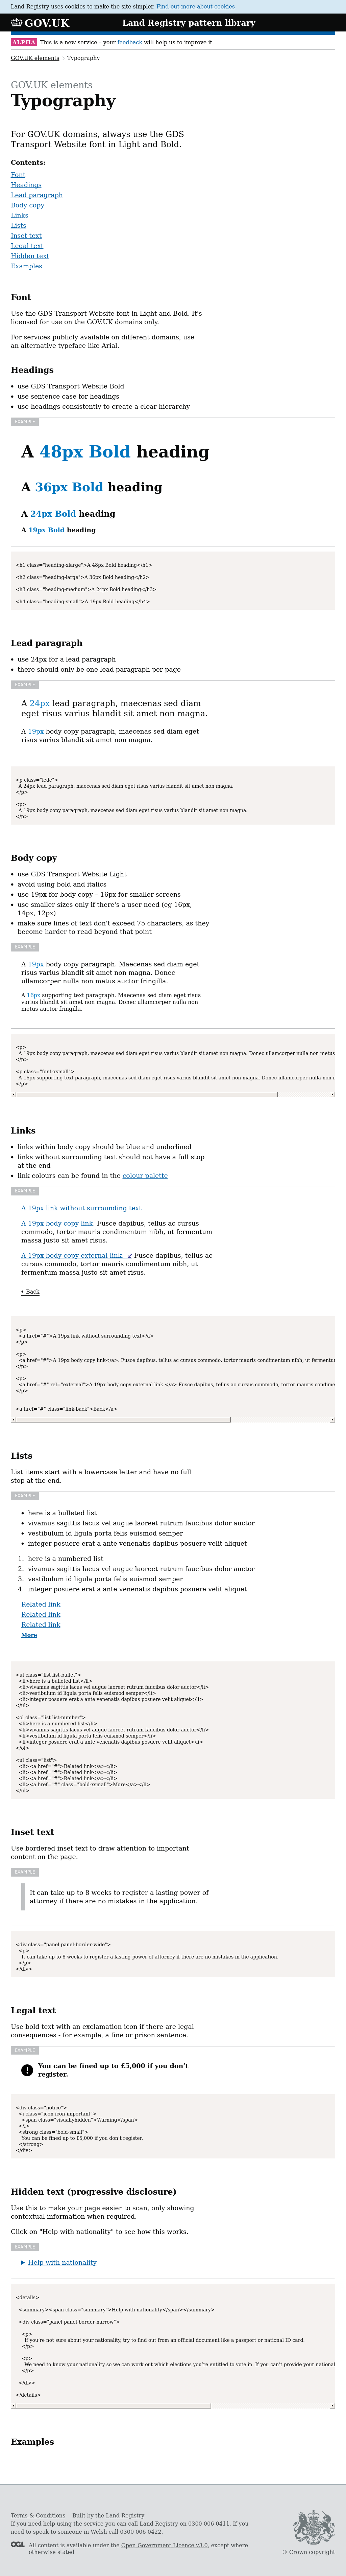 Land Registry uses cookies to make the site simpler. Find out more about cookies
GOV.UK
Land Registry pattern library
ALPHA This is a new service – your feedback will help us to improve it.
GOV.UK elements
Typography
GOV.UK elements
Typography
For GOV.UK domains, always use the GDS
Transport Website font in Light and Bold.
Contents:
Font
Headings
Lead paragraph
Body copy
Links
Lists
Inset text
Legal text
Hidden text
Examples
Font
Use the GDS Transport Website font in Light and Bold. It's
licensed for use on the GOV.UK domains only.
For services publicly available on different domains, use
an alternative typeface like Arial.
Headings
• use GDS Transport Website Bold
• use sentence case for headings
• use headings consistently to create a clear hierarchy
EXAMPLE
A 48px Bold heading
A 36px Bold heading
A 24px Bold heading
A 19px Bold heading
<h1 class="heading-xlarge">A 48px Bold heading</h1>
<h2 class="heading-large">A 36px Bold heading</h2>
<h3 class="heading-medium">A 24px Bold heading</h3>
<h4 class="heading-small">A 19px Bold heading</h4>
Lead paragraph
• use 24px for a lead paragraph
• there should only be one lead paragraph per page
EXAMPLE
A 24px lead paragraph, maecenas sed diam
eget risus varius blandit sit amet non magna.
A 19px body copy paragraph, maecenas sed diam eget
risus varius blandit sit amet non magna.
<p class="lede">
A 24px lead paragraph, maecenas sed diam eget risus varius blandit sit amet non magna.
</p>
<p>
A 19px body copy paragraph, maecenas sed diam eget risus varius blandit sit amet non magna.
</p>
Body copy
• use GDS Transport Website Light
• avoid using bold and italics
• use 19px for body copy – 16px for smaller screens
• use smaller sizes only if there's a user need (eg 16px,
14px, 12px)
• make sure lines of text don't exceed 75 characters, as they
become harder to read beyond that point
EXAMPLE
A 19px body copy paragraph. Maecenas sed diam eget
risus varius blandit sit amet non magna. Donec
ullamcorper nulla non metus auctor fringilla.
A 16px supporting text paragraph. Maecenas sed diam eget risus
varius blandit sit amet non magna. Donec ullamcorper nulla non
metus auctor fringilla.
<p>
A 19px body copy paragraph, maecenas sed diam eget risus varius blandit sit amet non magna. Donec ullamcorper nulla non metus
</p>
<p class="font-xsmall">
A 16px supporting text paragraph, maecenas sed diam eget risus varius blandit sit amet non magna. Donec ullamcorper nulla non
</p>
Links
• links within body copy should be blue and underlined
• links without surrounding text should not have a full stop
at the end
• link colours can be found in the colour palette
EXAMPLE
A 19px link without surrounding text
A 19px body copy link. Fusce dapibus, tellus ac cursus
commodo, tortor mauris condimentum nibh, ut fermentum
massa justo sit amet risus.
A 19px body copy external link. Fusce dapibus, tellus ac
cursus commodo, tortor mauris condimentum nibh, ut
fermentum massa justo sit amet risus.
Back
<p>
<a href="#">A 19px link without surrounding text</a>
</p>
<p>
<a href="#">A 19px body copy link</a>. Fusce dapibus, tellus ac cursus commodo, tortor mauris condimentum nibh, ut fermentum
</p>
<p>
<a href="#" rel="external">A 19px body copy external link.</a> Fusce dapibus, tellus ac cursus commodo, tortor mauris
</p>
<a href="#" class="link-back">Back</a>
Lists
List items start with a lowercase letter and have no full
stop at the end.
EXAMPLE
• here is a bulleted list
• vivamus sagittis lacus vel augue laoreet rutrum faucibus dolor auctor
• vestibulum id ligula porta felis euismod semper
• integer posuere erat a ante venenatis dapibus posuere velit aliquet
1. here is a numbered list
2. vivamus sagittis lacus vel augue laoreet rutrum faucibus dolor auctor
3. vestibulum id ligula porta felis euismod semper
4. integer posuere erat a ante venenatis dapibus posuere velit aliquet
Related link
Related link
Related link
More
<ul class="list list-bullet">
<li>here is a bulleted list</li>
<li>vivamus sagittis lacus vel augue laoreet rutrum faucibus dolor auctor</li>
<li>vestibulum id ligula porta felis euismod semper</li>
<li>integer posuere erat a ante venenatis dapibus posuere velit aliquet</li>
</ul>
<ol class="list list-number">
<li>here is a numbered list</li>
<li>vivamus sagittis lacus vel augue laoreet rutrum faucibus dolor auctor</li>
<li>vestibulum id ligula porta felis euismod semper</li>
<li>integer posuere erat a ante venenatis dapibus posuere velit aliquet</li>
</ol>
<ul class="list">
<li><a href="#">Related link</a></li>
<li><a href="#">Related link</a></li>
<li><a href="#">Related link</a></li>
<li><a href="#" class="bold-xsmall">More</a></li>
</ul>
Inset text
Use bordered inset text to draw attention to important
content on the page.
EXAMPLE
It can take up to 8 weeks to register a lasting power of
attorney if there are no mistakes in the application.
<div class="panel panel-border-wide">
<p>
It can take up to 8 weeks to register a lasting power of attorney if there are no mistakes in the application.
</p>
</div>
Legal text
Use bold text with an exclamation icon if there are legal
consequences - for example, a fine or prison sentence.
EXAMPLE
You can be fined up to £5,000 if you don't
register.
<div class="notice">
<i class="icon icon-important">
<span class="visuallyhidden">Warning</span>
</i>
<strong class="bold-small">
You can be fined up to £5,000 if you don't register.
</strong>
</div>
Hidden text (progressive disclosure)
Use this to make your page easier to scan, only showing
contextual information when required.
Click on "Help with nationality" to see how this works.
EXAMPLE
Help with nationality
<details>
<summary><span class="summary">Help with nationality</span></summary>
<div class="panel panel-border-narrow">
<p>
If you're not sure about your nationality, try to find out from an official document like a passport or national ID card.
</p>
<p>
We need to know your nationality so we can work out which elections you're entitled to vote in. If you can't provide your
</p>
</div>
</details>
Examples
Terms & Conditions Built by the Land Registry
If you need help using the service you can call Land Registry on 0300 006 0411. If you
need to speak to someone in Welsh call 0300 006 0422.
OGL All content is available under the Open Government Licence v3.0, except where
otherwise stated
© Crown copyright